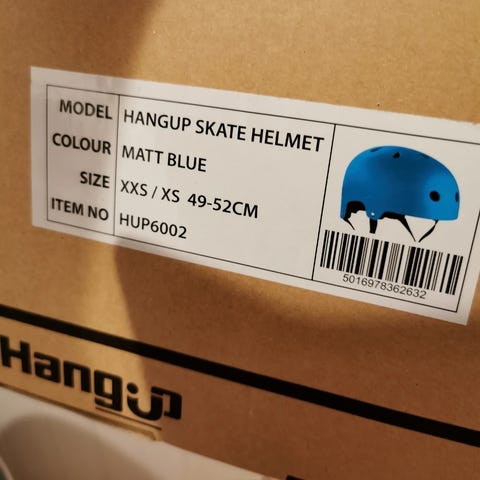 MODEL HANGUP SKATE HELMET
COLOUR MATT BLUE
SIZE XXS / XS 49-52CM
ITEM NO HUP6002
5016978362632
HangUp